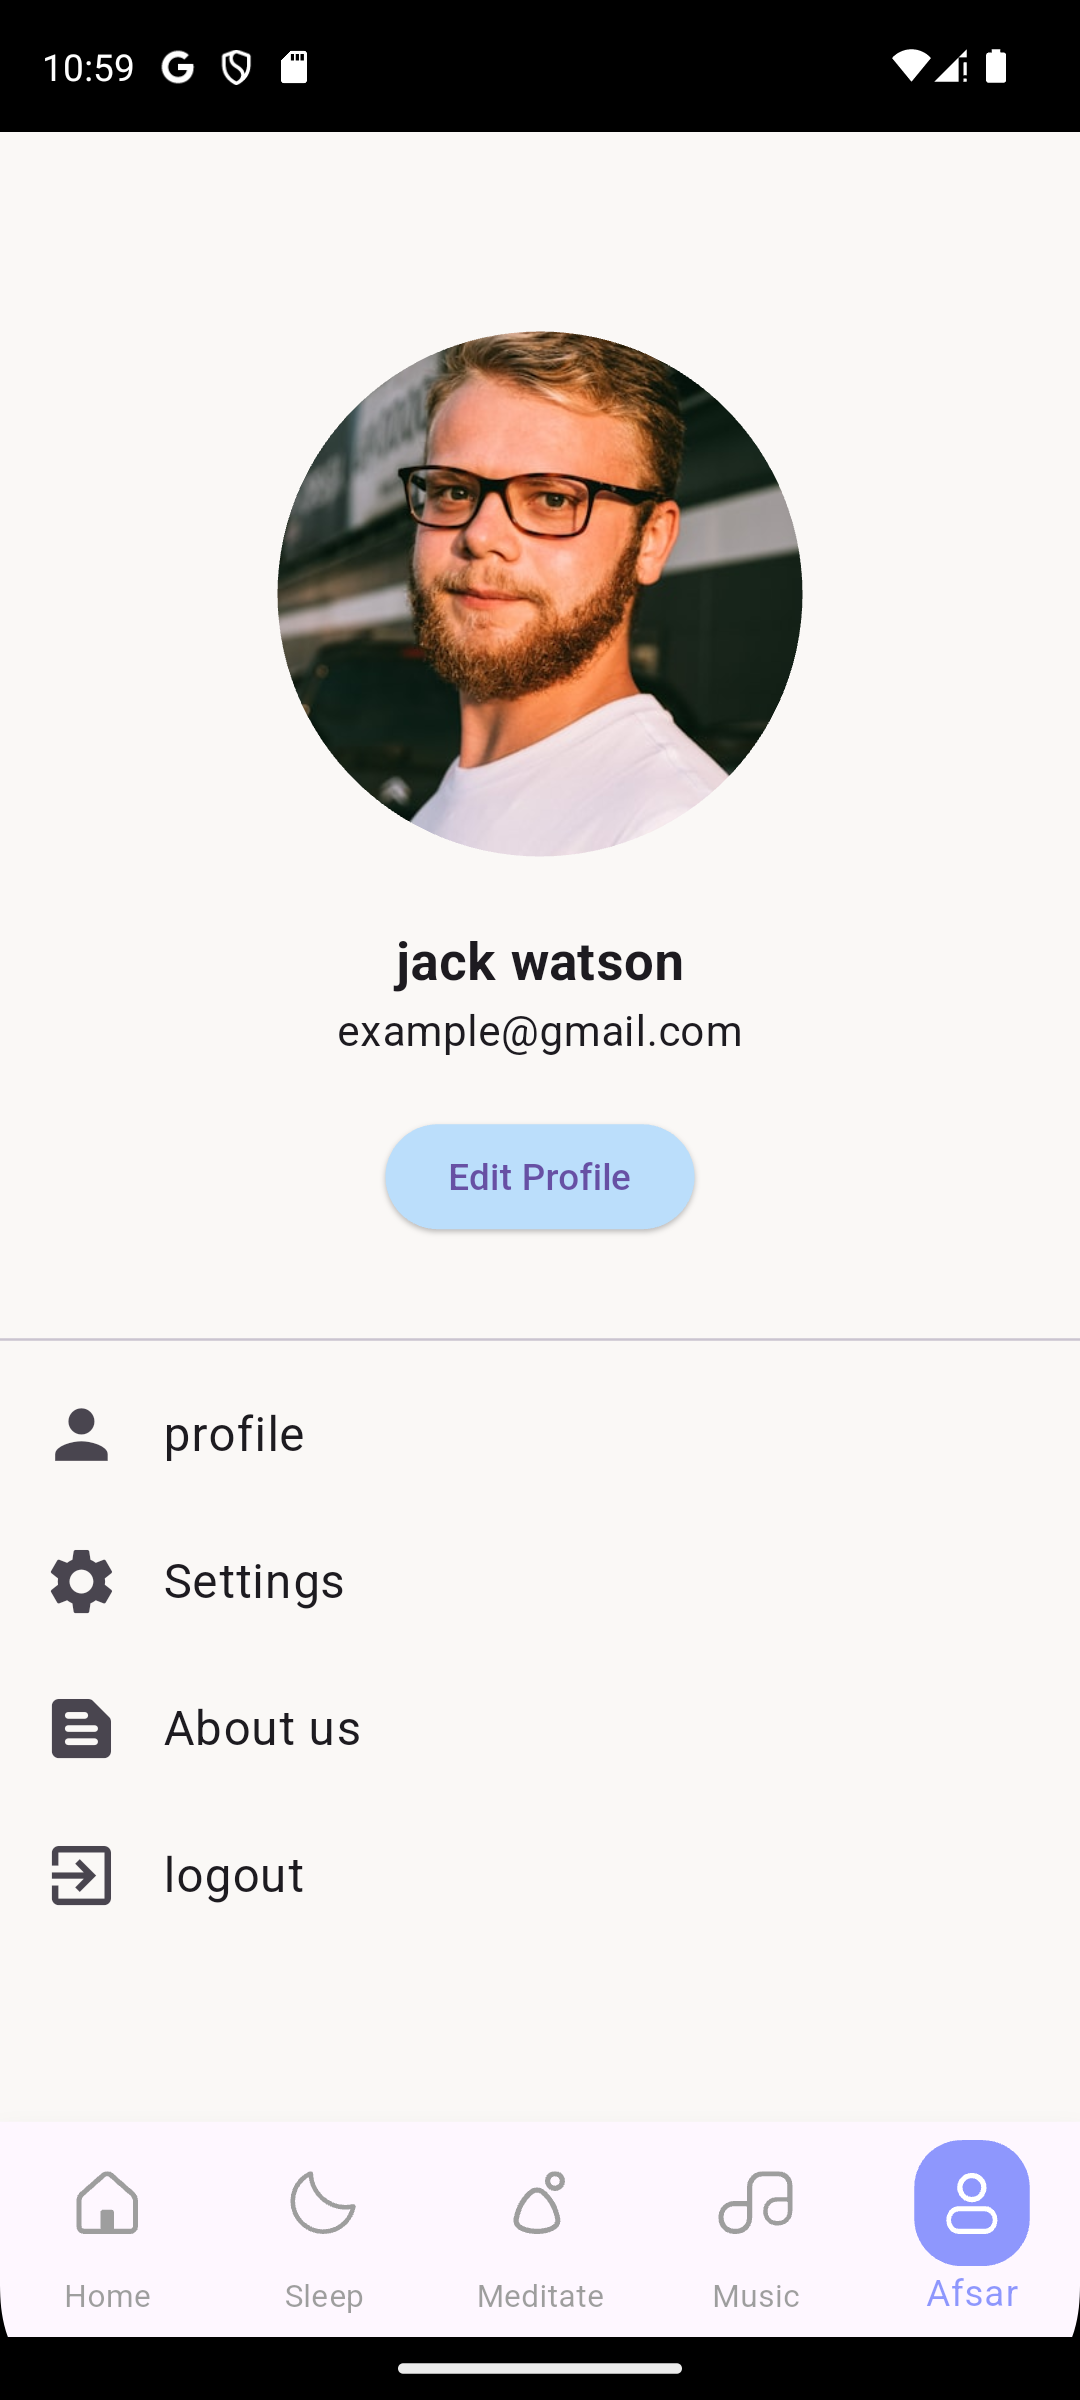 10:59
jack watson
example@gmail.com
Edit Profile
profile
Settings
About us
logout
Home
Sleep
Meditate
Music
Afsar